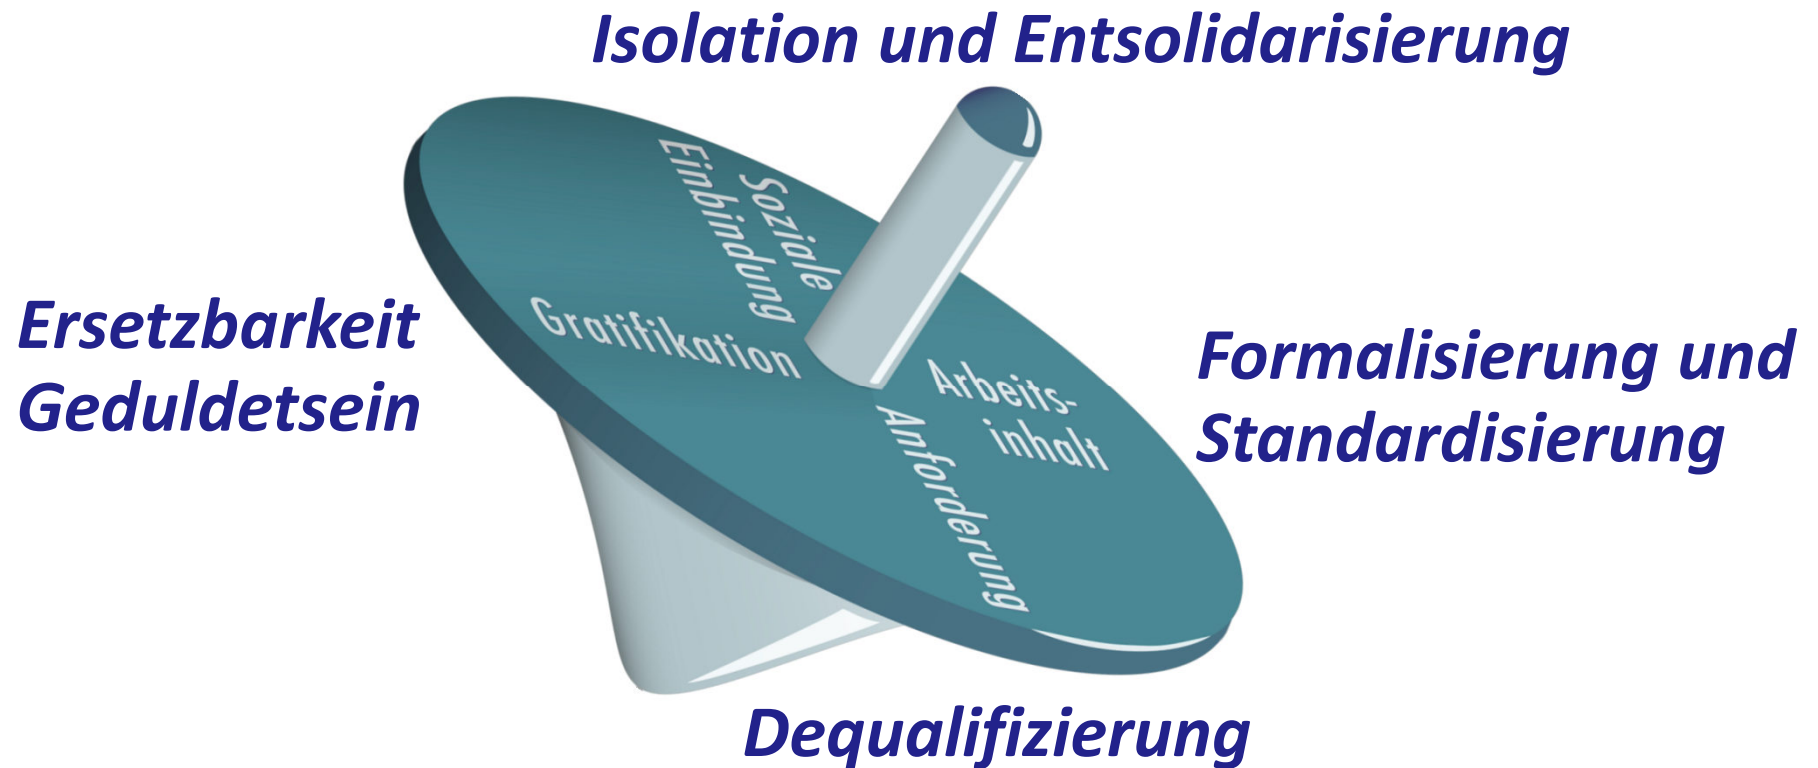 Isolation und Entsolidarisierung
Soziale
Einbindung
Gratifikation
Arbeits-
inhalt
Anforderung
Ersetzbarkeit
Geduldetsein
Formalisierung und
Standardisierung
Dequalifizierung